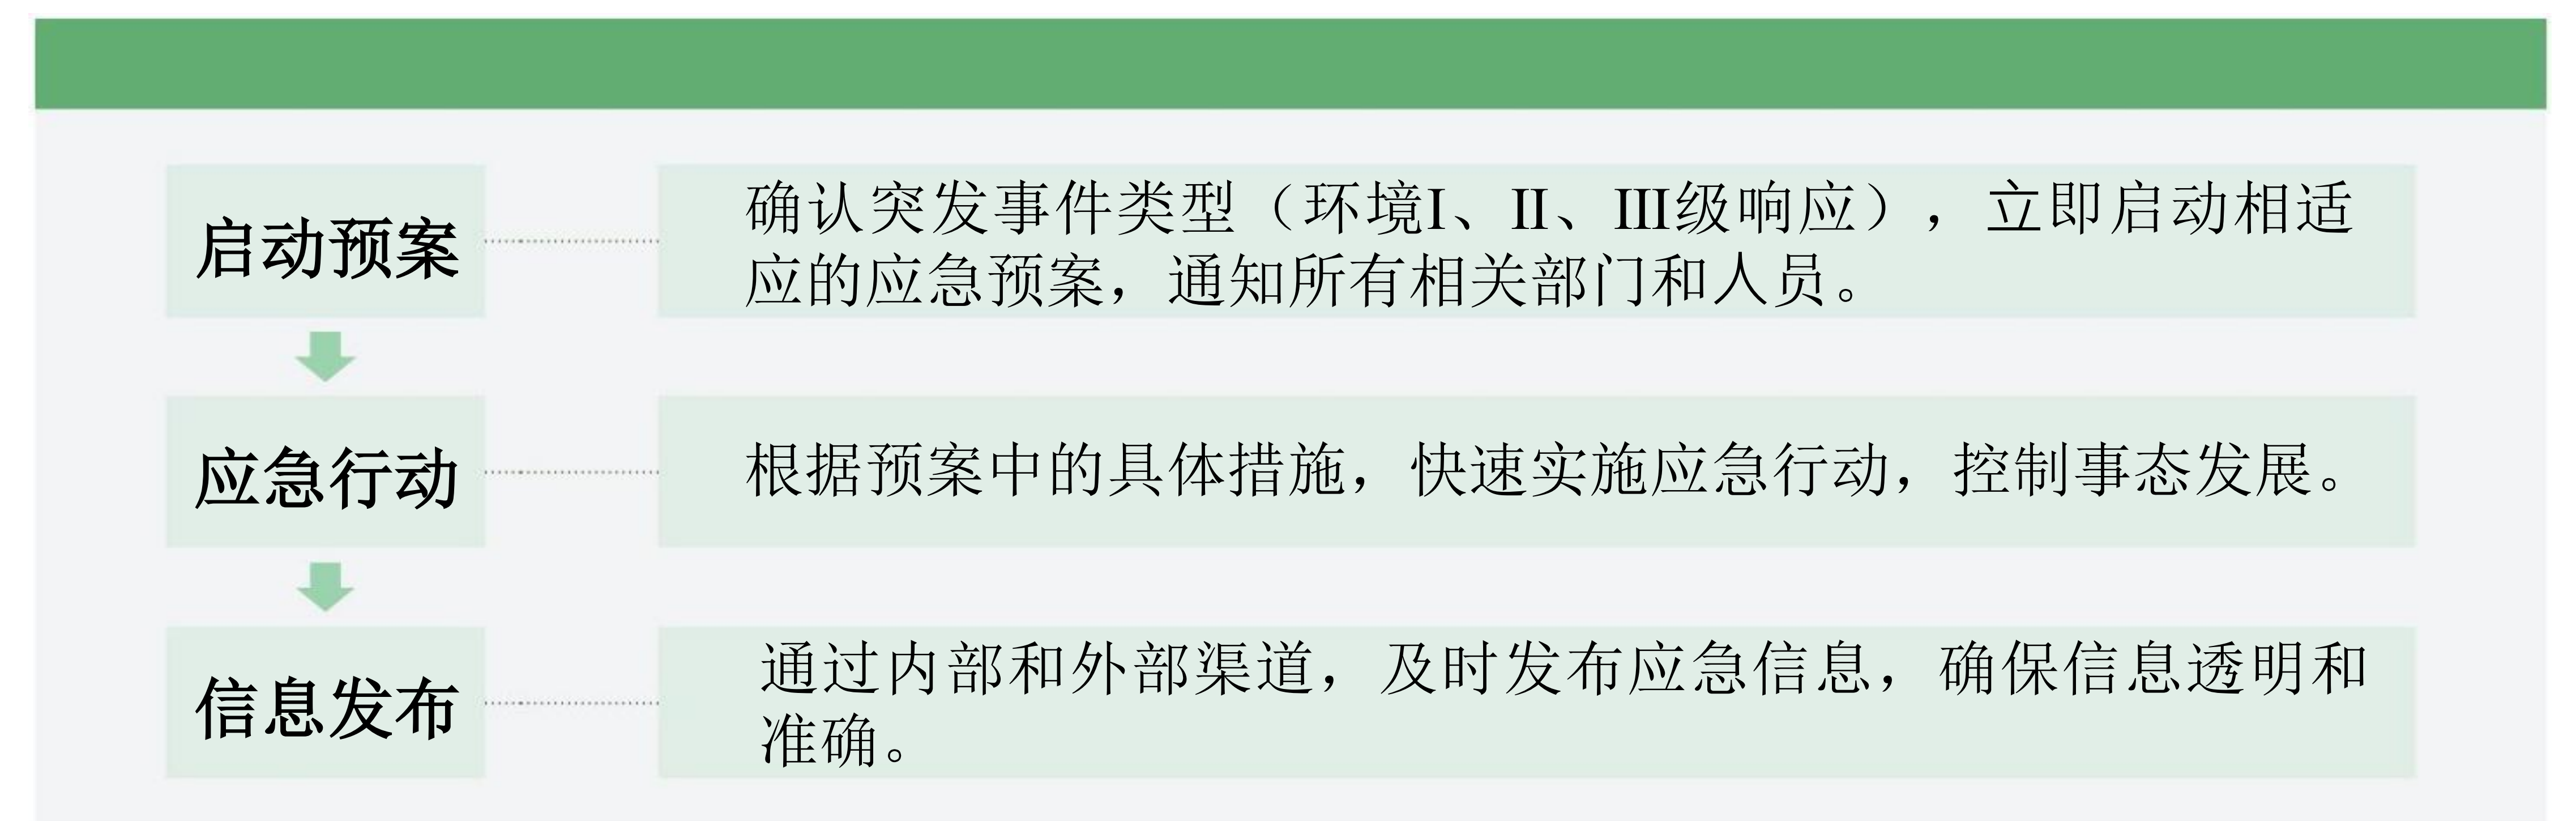 启动预案
确认突发事件类型（环境I、II、III级响应），立即启动相适
应的应急预案，通知所有相关部门和人员。
应急行动
根据预案中的具体措施，快速实施应急行动，控制事态发展。
信息发布
通过内部和外部渠道，及时发布应急信息，确保信息透明和
准确。